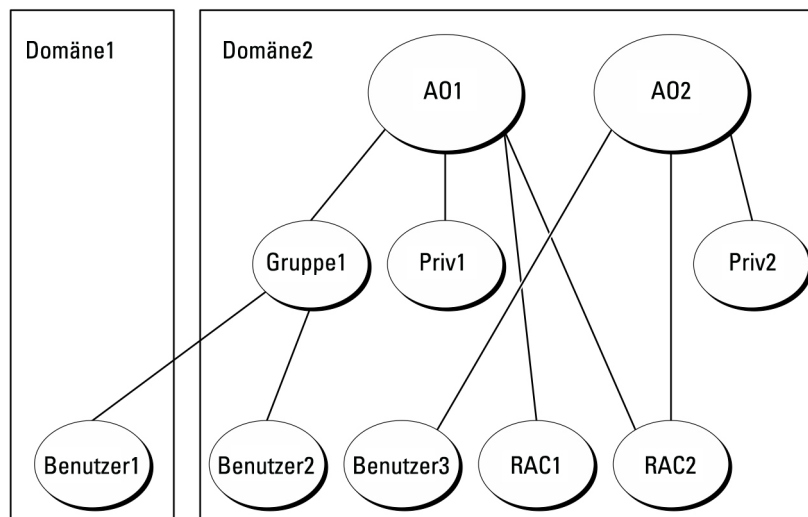 Domäne1
Domäne2
AO1
AO2
Gruppe1
Priv1
Priv2
Benutzer1
Benutzer2
Benutzer3
RAC1
RAC2